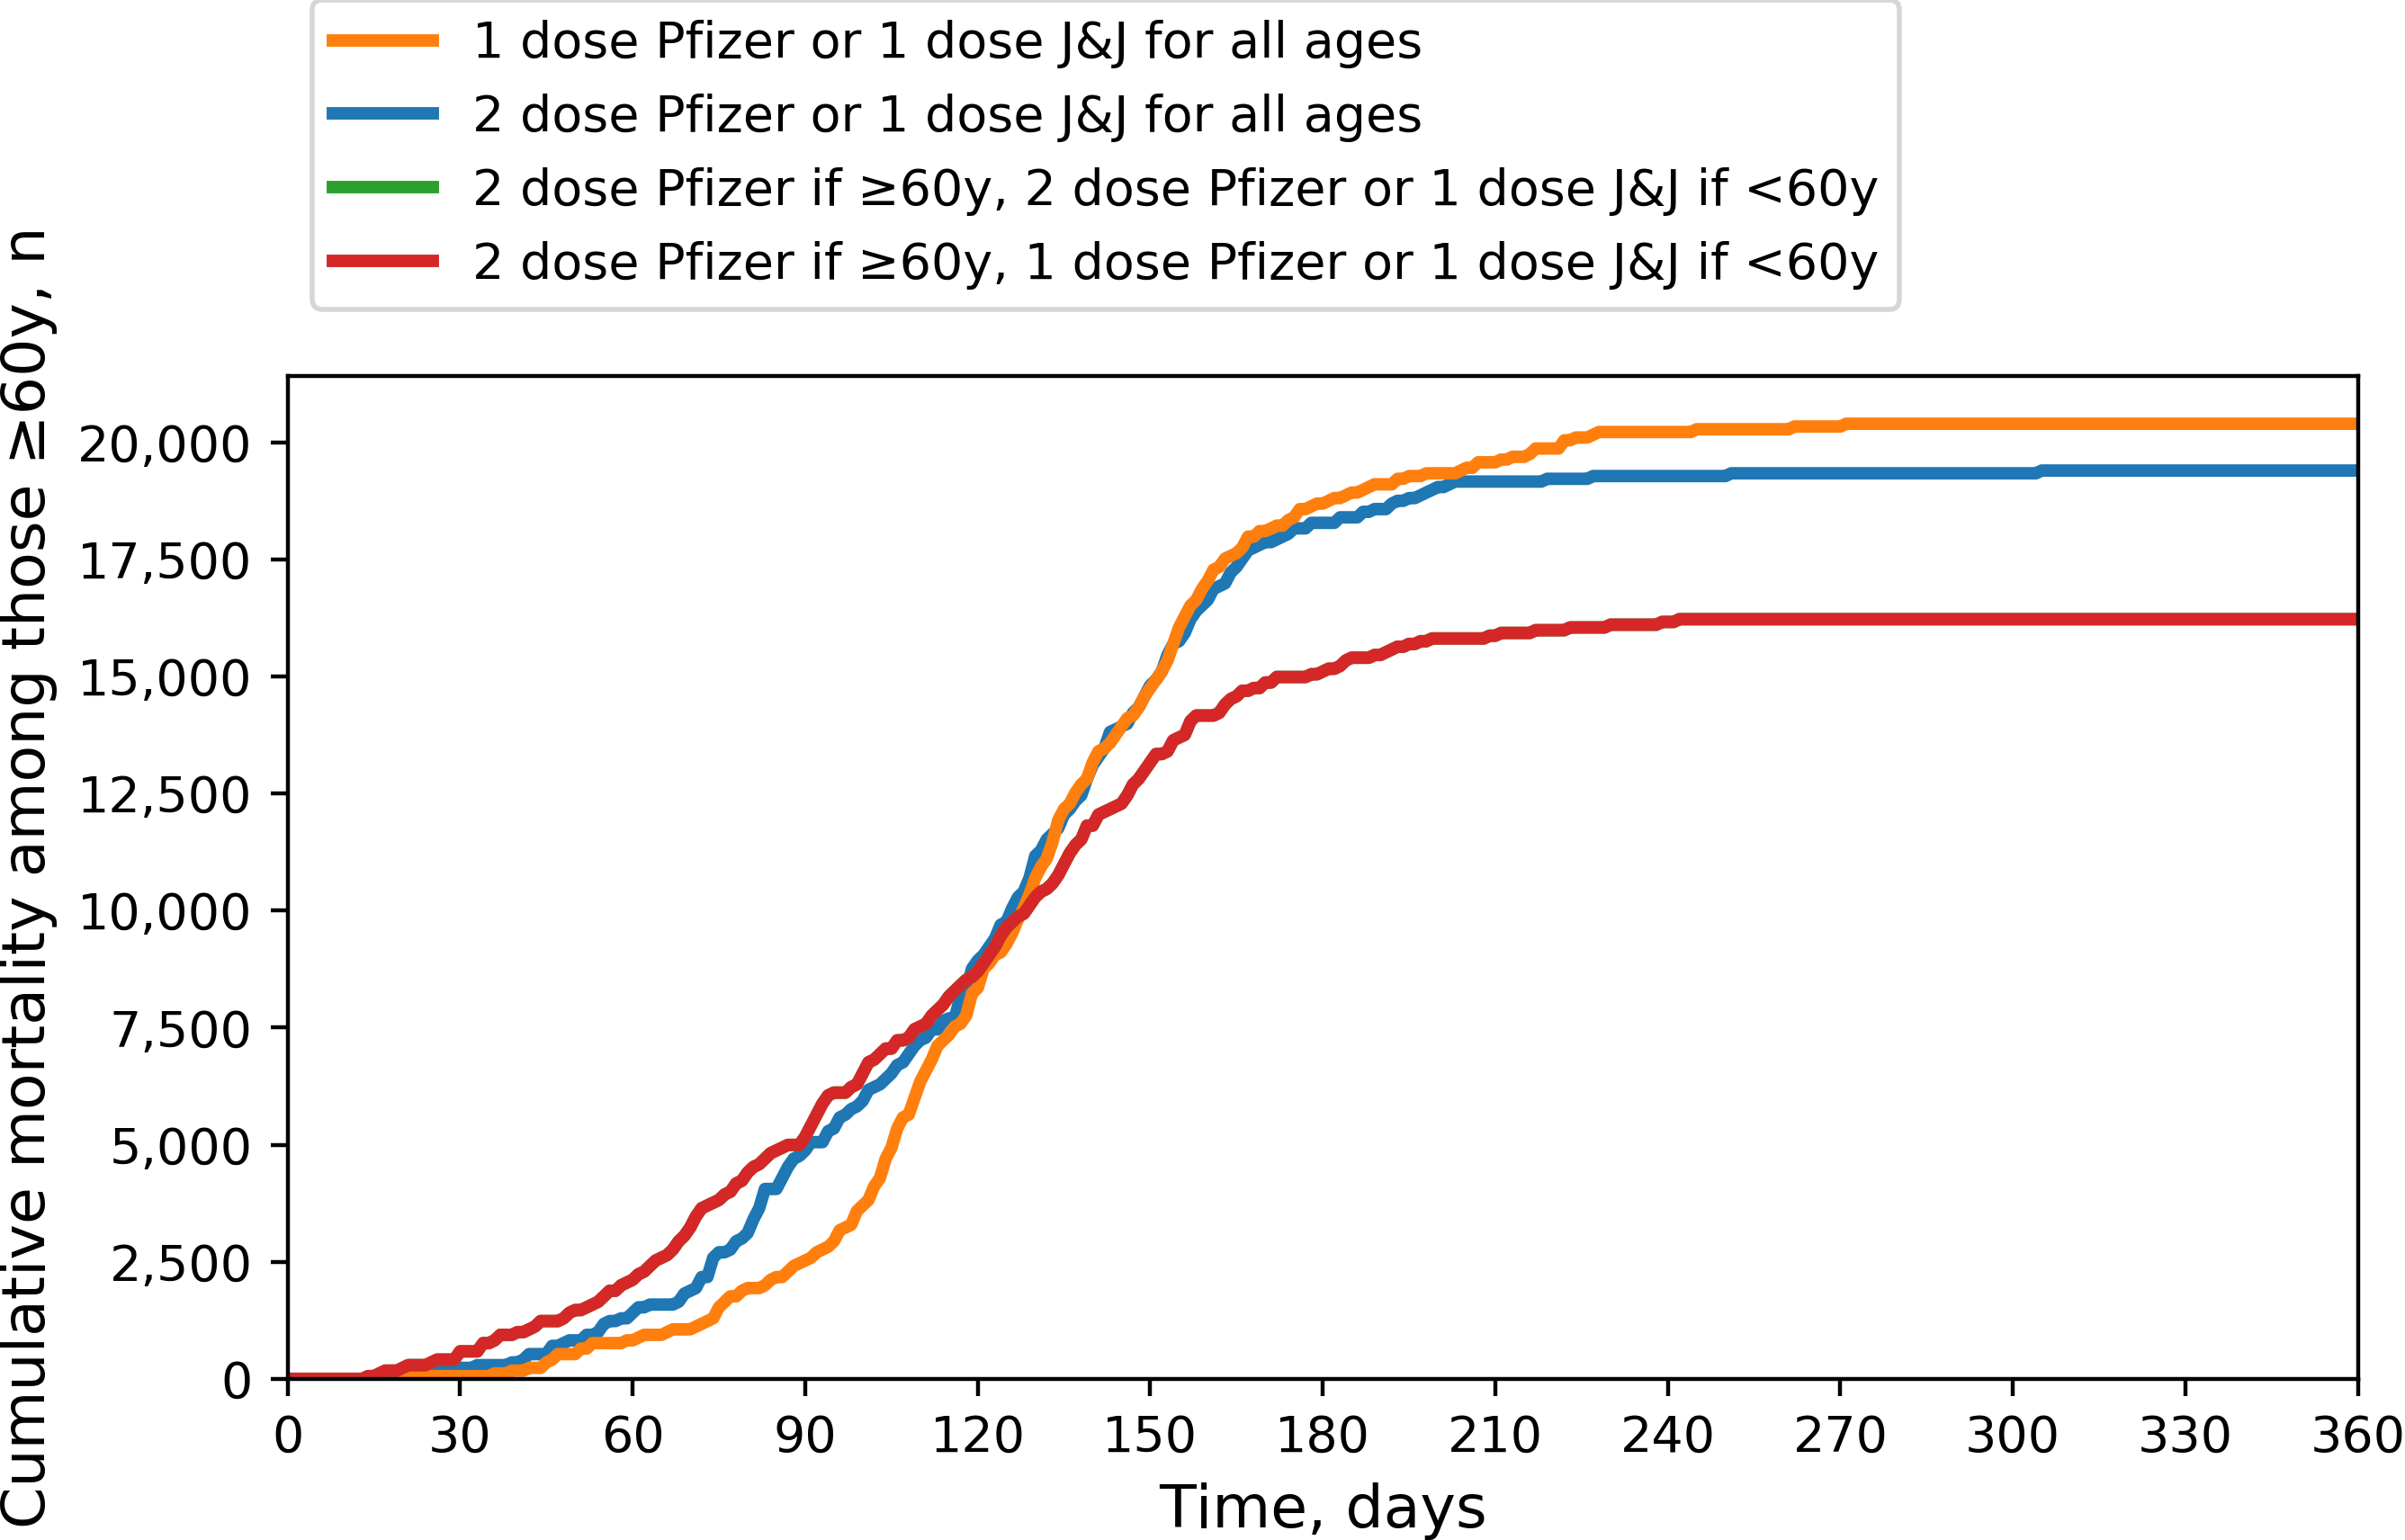 1 dose Pfizer or 1 dose J&J for all ages
2 dose Pfizer or 1 dose J&J for all ages
2 dose Pfizer if ≥60y, 2 dose Pfizer or 1 dose J&J if <60y
2 dose Pfizer if ≥60y, 1 dose Pfizer or 1 dose J&J if <60y
Cumulative mortality among those ≥60y, n
20,000
17,500
15,000
12,500
10,000
7,500
5,000
2,500
0
0 30 60 90 120 150 180 210 240 270 300 330 360
Time, days